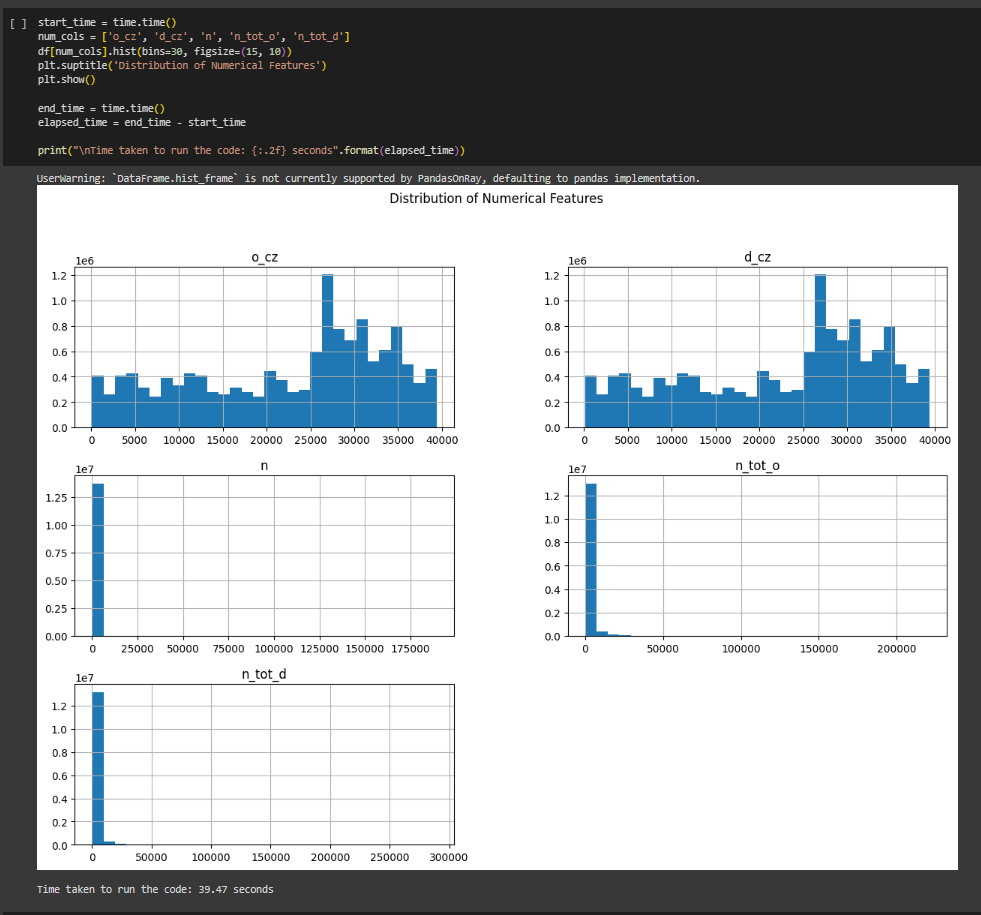 [ ] start_time = time.time()
num_cols = ['o_cz', 'd_cz', 'n', 'n_tot_o', 'n_tot_d']
df[num_cols].hist(bins=30, figsize=(15, 10))
plt.suptitle('Distribution of Numerical Features')
plt.show()
end_time = time.time()
elapsed_time = end_time - start_time
print("\nTime taken to run the code: {:.2f} seconds".format(elapsed_time))
UserWarning: `DataFrame.hist_frame` is not currently supported by PandasOnRay, defaulting to pandas implementation.
Distribution of Numerical Features
1e6
o_cz
1.2
1.0
0.8
0.6
0.4
0.2
0.0
0 5000 10000 15000 20000 25000 30000 35000 40000
1e6
d_cz
1.2
1.0
0.8
0.6
0.4
0.2
0.0
0 5000 10000 15000 20000 25000 30000 35000 40000
1e7
n
1.25
1.00
0.75
0.50
0.25
0.00
0 25000 50000 75000 100000 125000 150000 175000
1e7
n_tot_o
1.2
1.0
0.8
0.6
0.4
0.2
0.0
0 50000 100000 150000 200000
1e7
n_tot_d
1.2
1.0
0.8
0.6
0.4
0.2
0.0
0 50000 100000 150000 200000 250000 300000
Time taken to run the code: 39.47 seconds